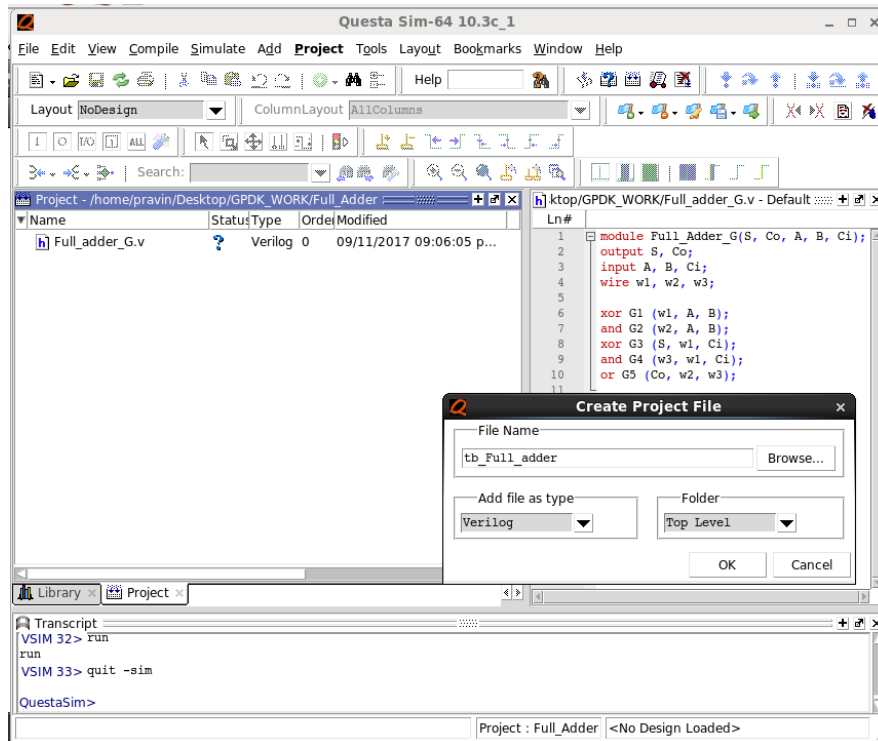 Questa Sim-64 10.3c_1
File Edit View Compile Simulate Add Project Tools Layout Bookmarks Window Help
Help
Layout NoDesign ColumnLayout AllColumns
1 0 I/O ALL
Search:
Project - /home/pravin/Desktop/GPDK_WORK/Full_Adder
Name Status Type Order Modified
Full_adder_G.v ? Verilog 0 09/11/2017 09:06:05 p...
ktop/GPDK_WORK/Full_adder_G.v - Default
Ln#
1 module Full_Adder_G(S, Co, A, B, Ci);
2 output S, Co;
3 input A, B, Ci;
4 wire w1, w2, w3;
5
6 xor G1 (w1, A, B);
7 and G2 (w2, A, B);
8 xor G3 (S, w1, Ci);
9 and G4 (w3, w1, Ci);
10 or G5 (Co, w2, w3);
11
Create Project File
File Name
tb_Full_adder Browse...
Add file as type Folder
Verilog Top Level
OK Cancel
Library Project
Transcript
VSIM 32> run
run
VSIM 33> quit -sim
QuestaSim>
Project : Full_Adder <No Design Loaded>